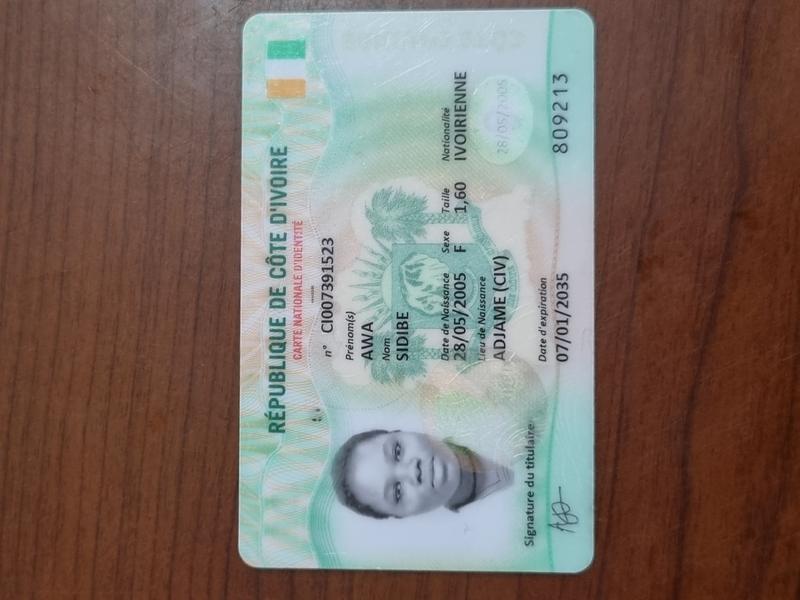 RÉPUBLIQUE DE CÔTE D'IVOIRE
CARTE NATIONALE D'IDENTITÉ
n° CI007391523
Prénom(s)
AWA
Nom
SIDIBE
Date de Naissance Sexe Taille Nationalité
28/05/2005 F 1,60 IVOIRIENNE
Lieu de Naissance
ADJAME (CIV)
28/05/2005
Date d'expiration
07/01/2035
809213
Signature du titulaire